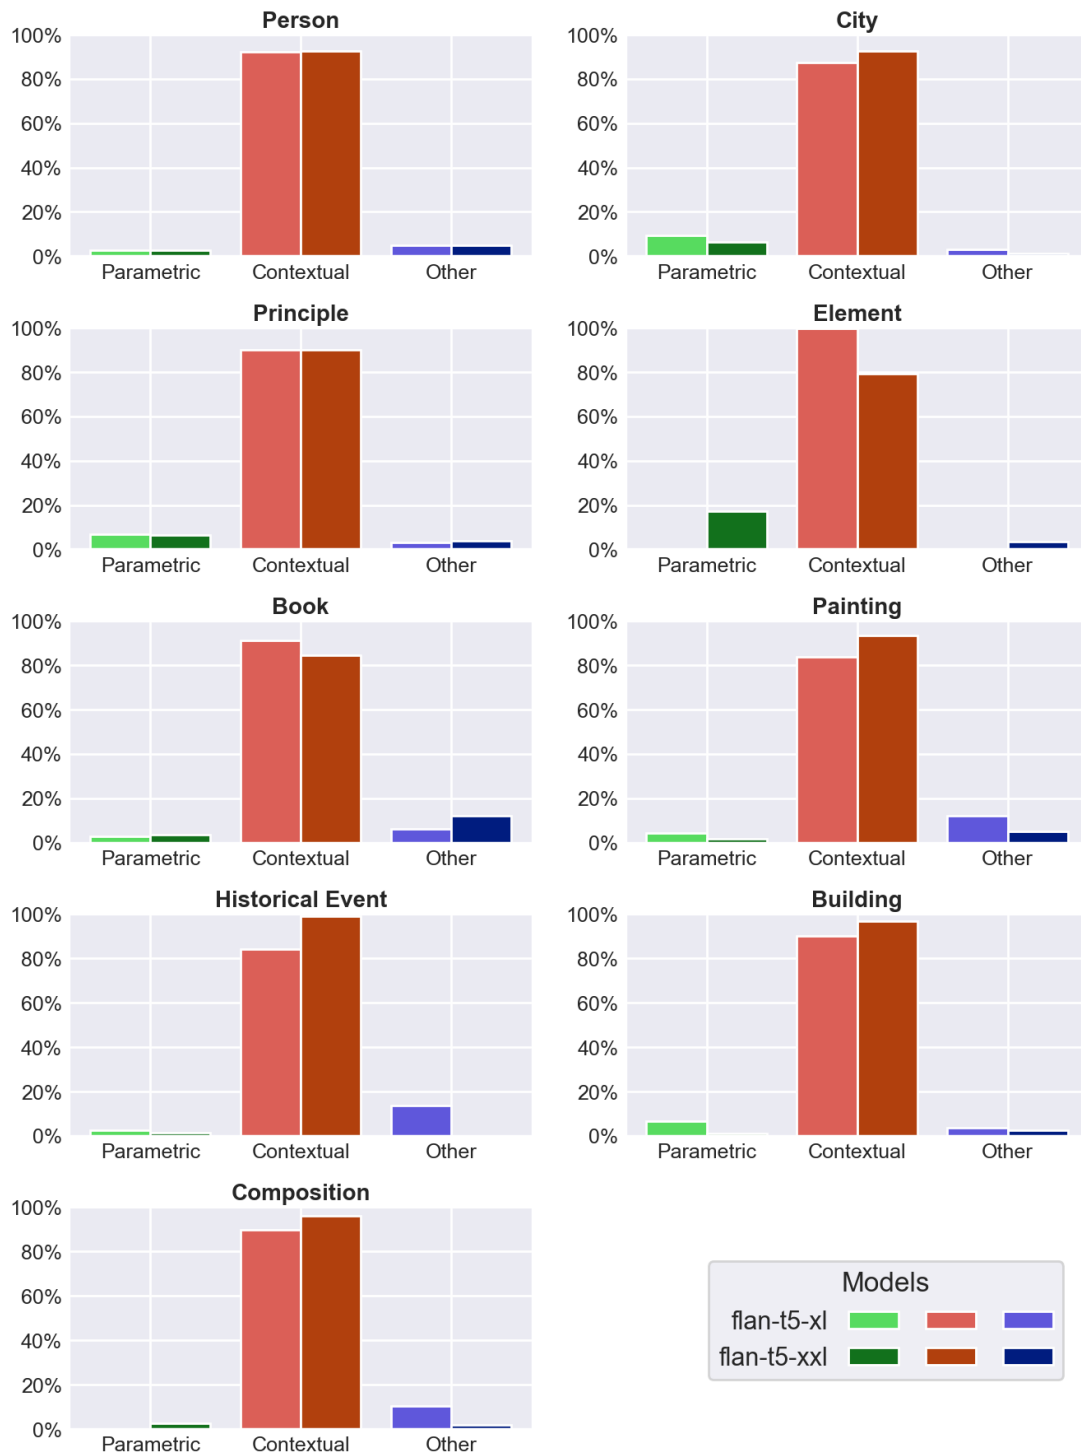 Person
100%
80%
60%
40%
20%
0%
Parametric Contextual Other
City
100%
80%
60%
40%
20%
0%
Parametric Contextual Other
Principle
100%
80%
60%
40%
20%
0%
Parametric Contextual Other
Element
100%
80%
60%
40%
20%
0%
Parametric Contextual Other
Book
100%
80%
60%
40%
20%
0%
Parametric Contextual Other
Painting
100%
80%
60%
40%
20%
0%
Parametric Contextual Other
Historical Event
100%
80%
60%
40%
20%
0%
Parametric Contextual Other
Building
100%
80%
60%
40%
20%
0%
Parametric Contextual Other
Composition
100%
80%
60%
40%
20%
0%
Parametric Contextual Other
Models
flan-t5-xl
flan-t5-xxl